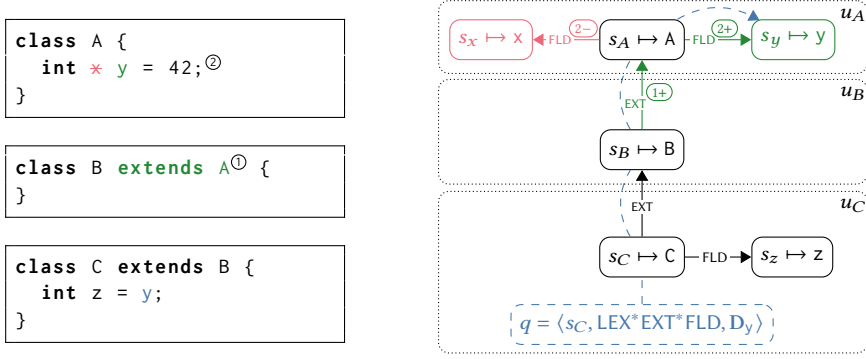 class A {
int x y = 42;②
}
class B extends A① {
}
class C extends B {
int z = y;
}
u_A
s_x ↦ x
FLD
2−
s_A ↦ A
FLD
2+
s_y ↦ y
EXT
1+
u_B
s_B ↦ B
EXT
u_C
s_C ↦ C
FLD
s_z ↦ z
q = ⟨s_C, LEX*EXT*FLD, D_y⟩